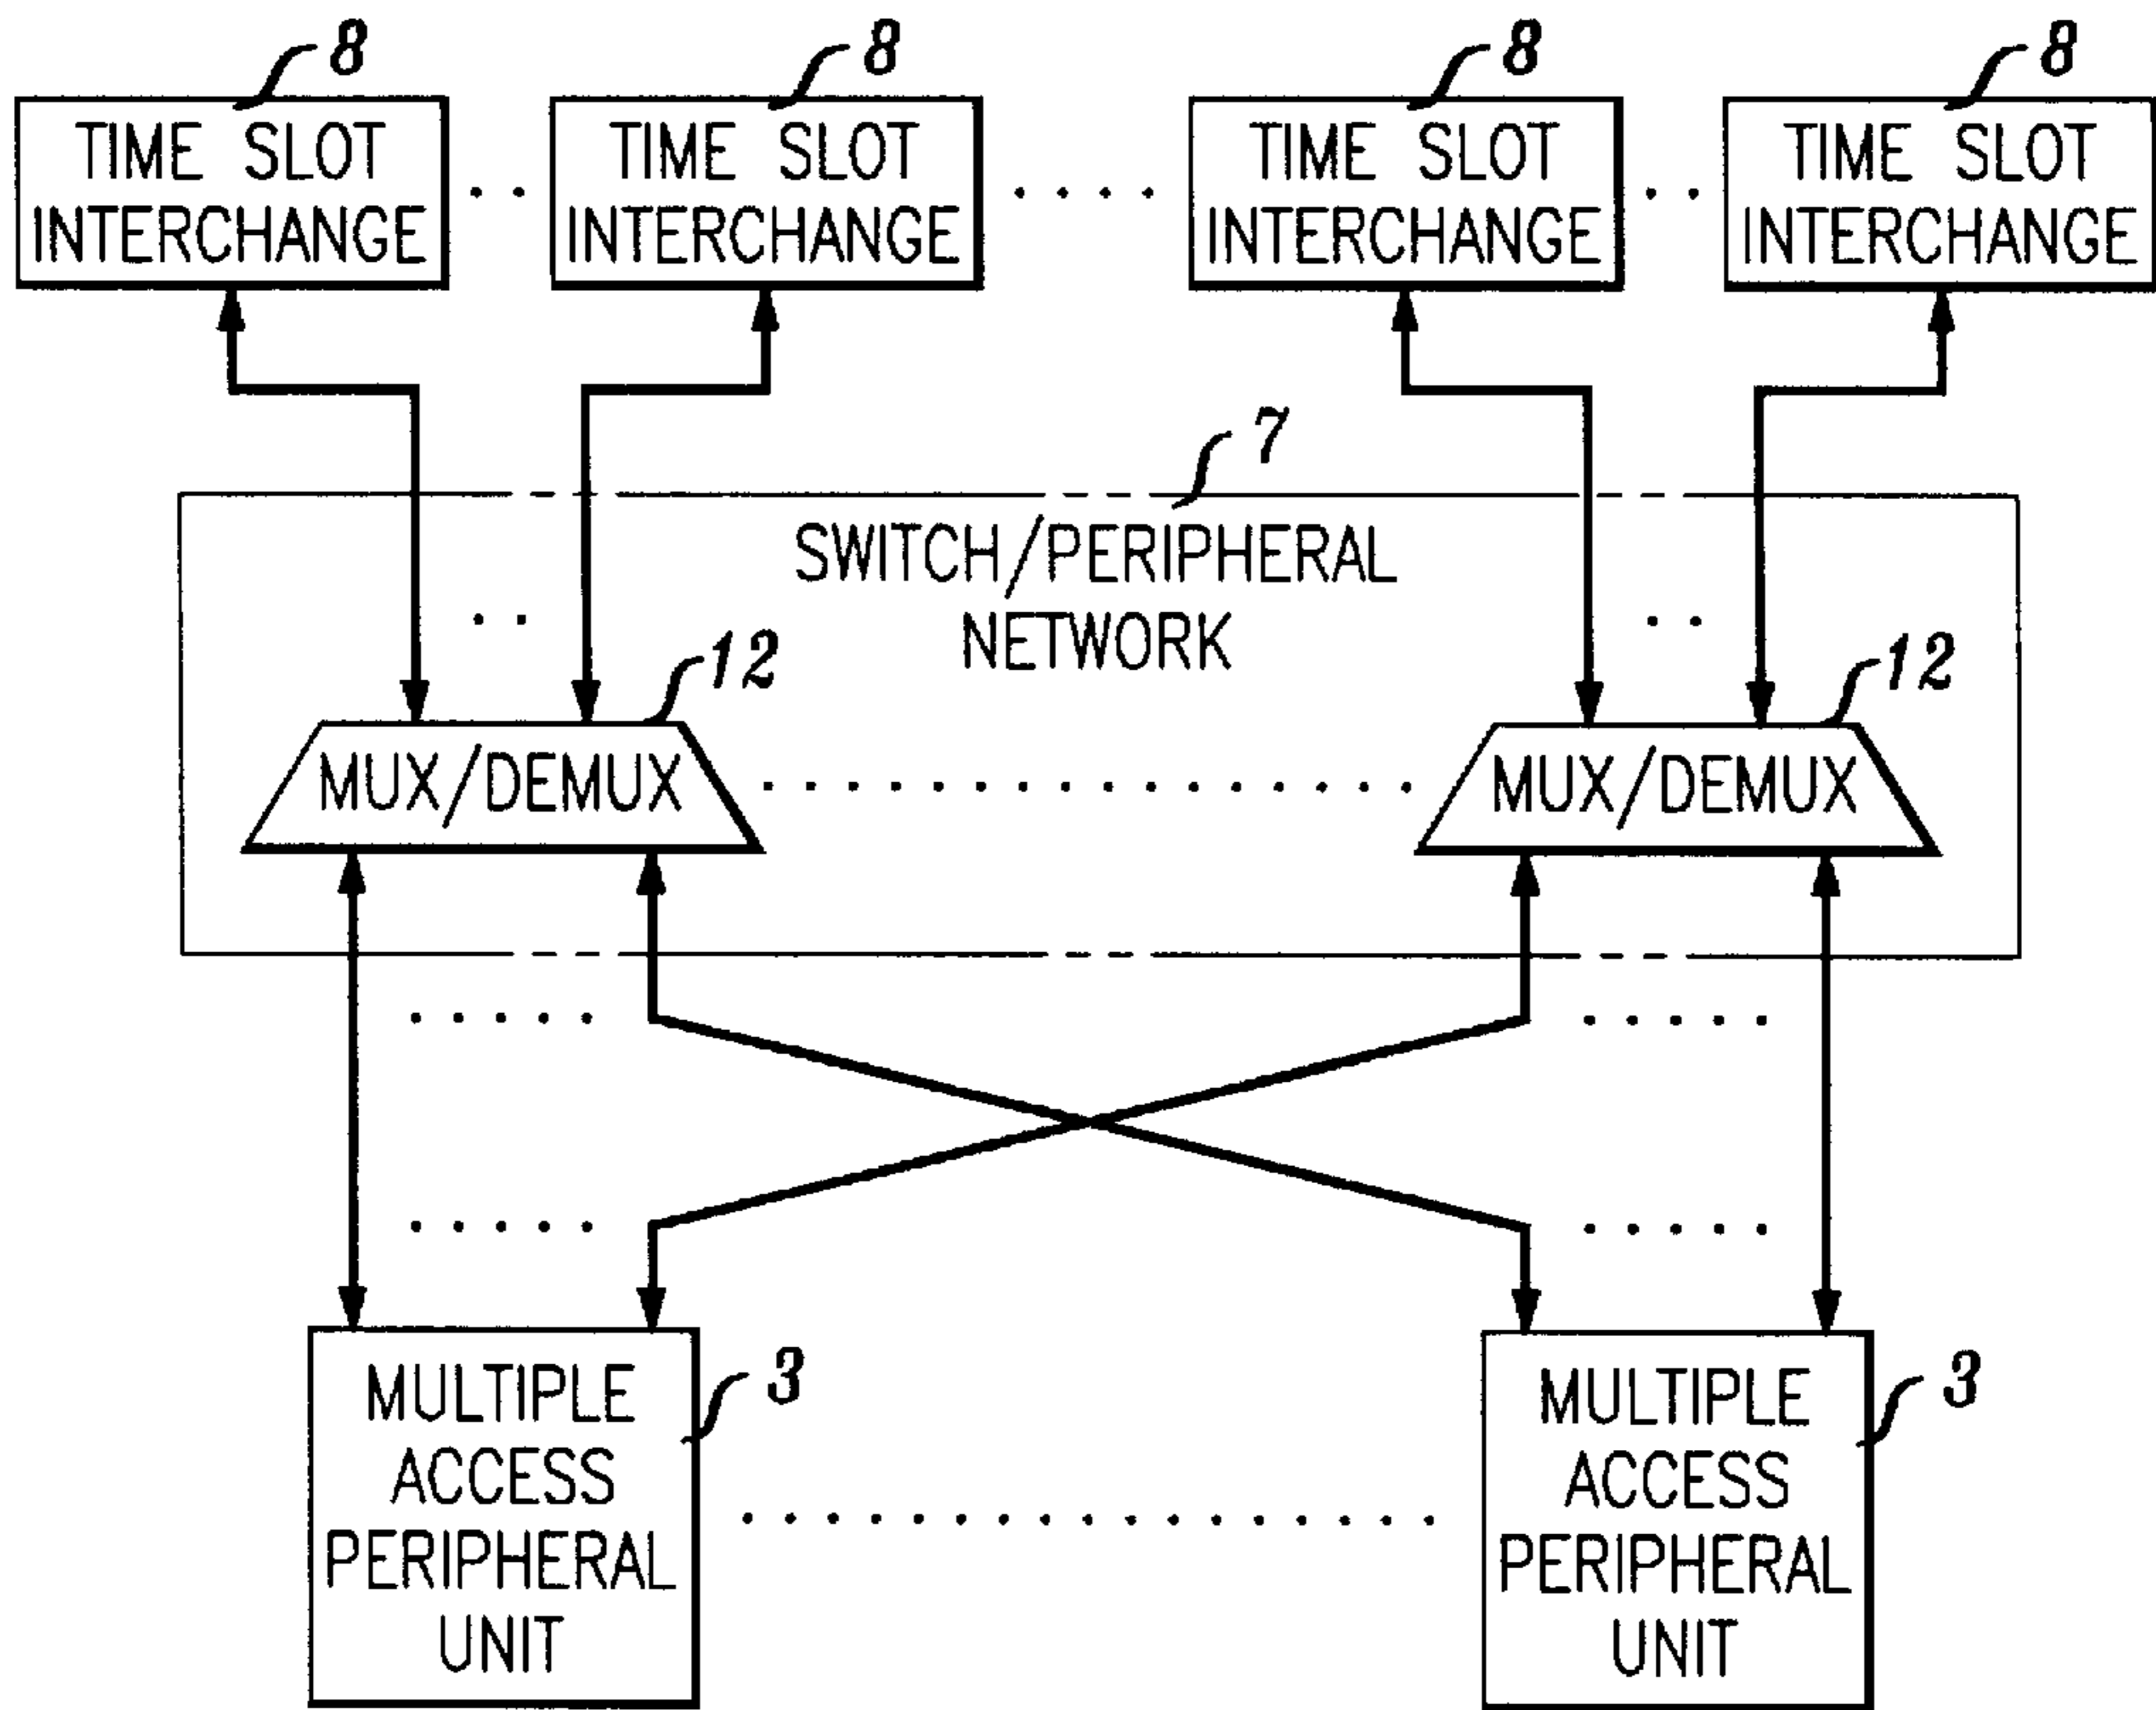 8 8 8 8
TIME SLOT INTERCHANGE
TIME SLOT INTERCHANGE
TIME SLOT INTERCHANGE
TIME SLOT INTERCHANGE
7
SWITCH/PERIPHERAL
NETWORK
12
12
MUX/DEMUX
MUX/DEMUX
3
MULTIPLE
ACCESS
PERIPHERAL
UNIT
3
MULTIPLE
ACCESS
PERIPHERAL
UNIT